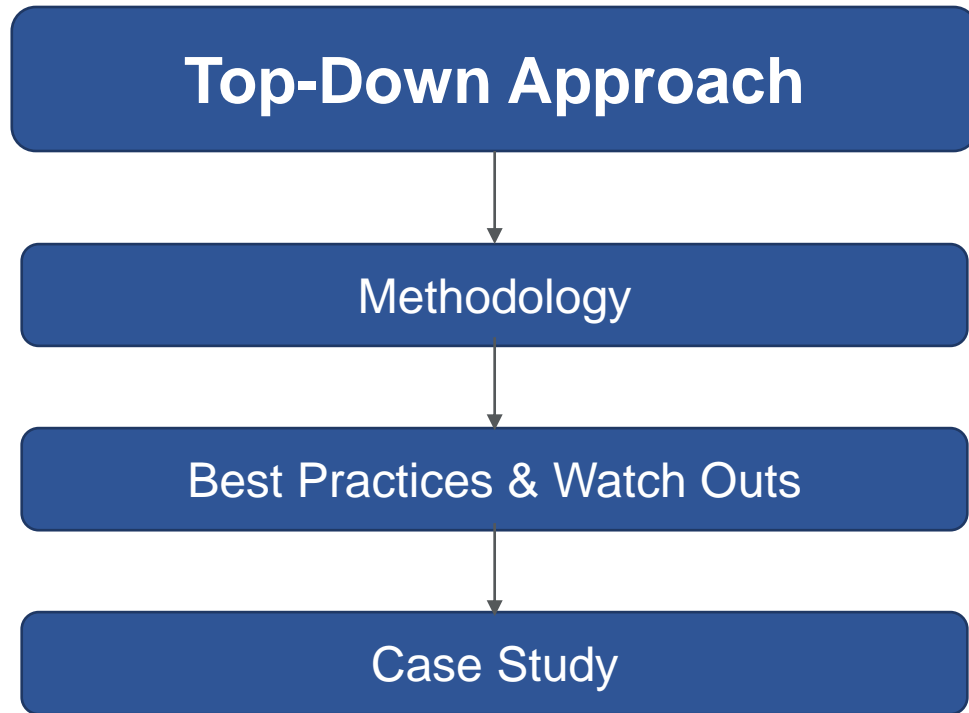 Top-Down Approach
Methodology
Best Practices & Watch Outs
Case Study